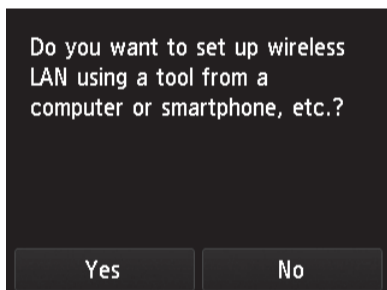 Do you want to set up wireless
LAN using a tool from a
computer or smartphone, etc.?
Yes
No